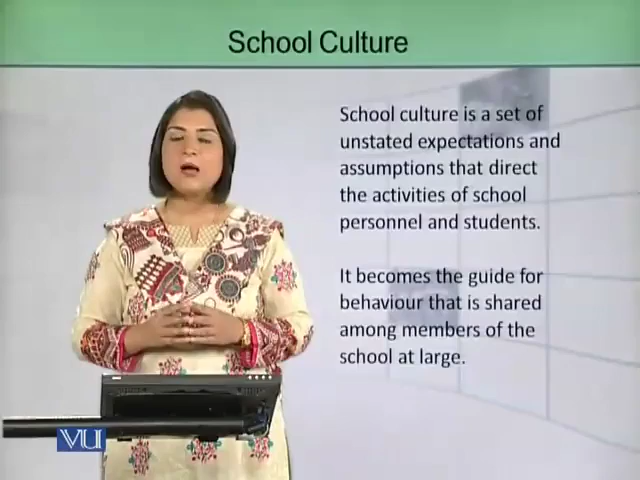 School Culture
School culture is a set of
unstated expectations and
assumptions that direct
the activities of school
personnel and students.
It becomes the guide for
behaviour that is shared
among members of the
school at large.
VU